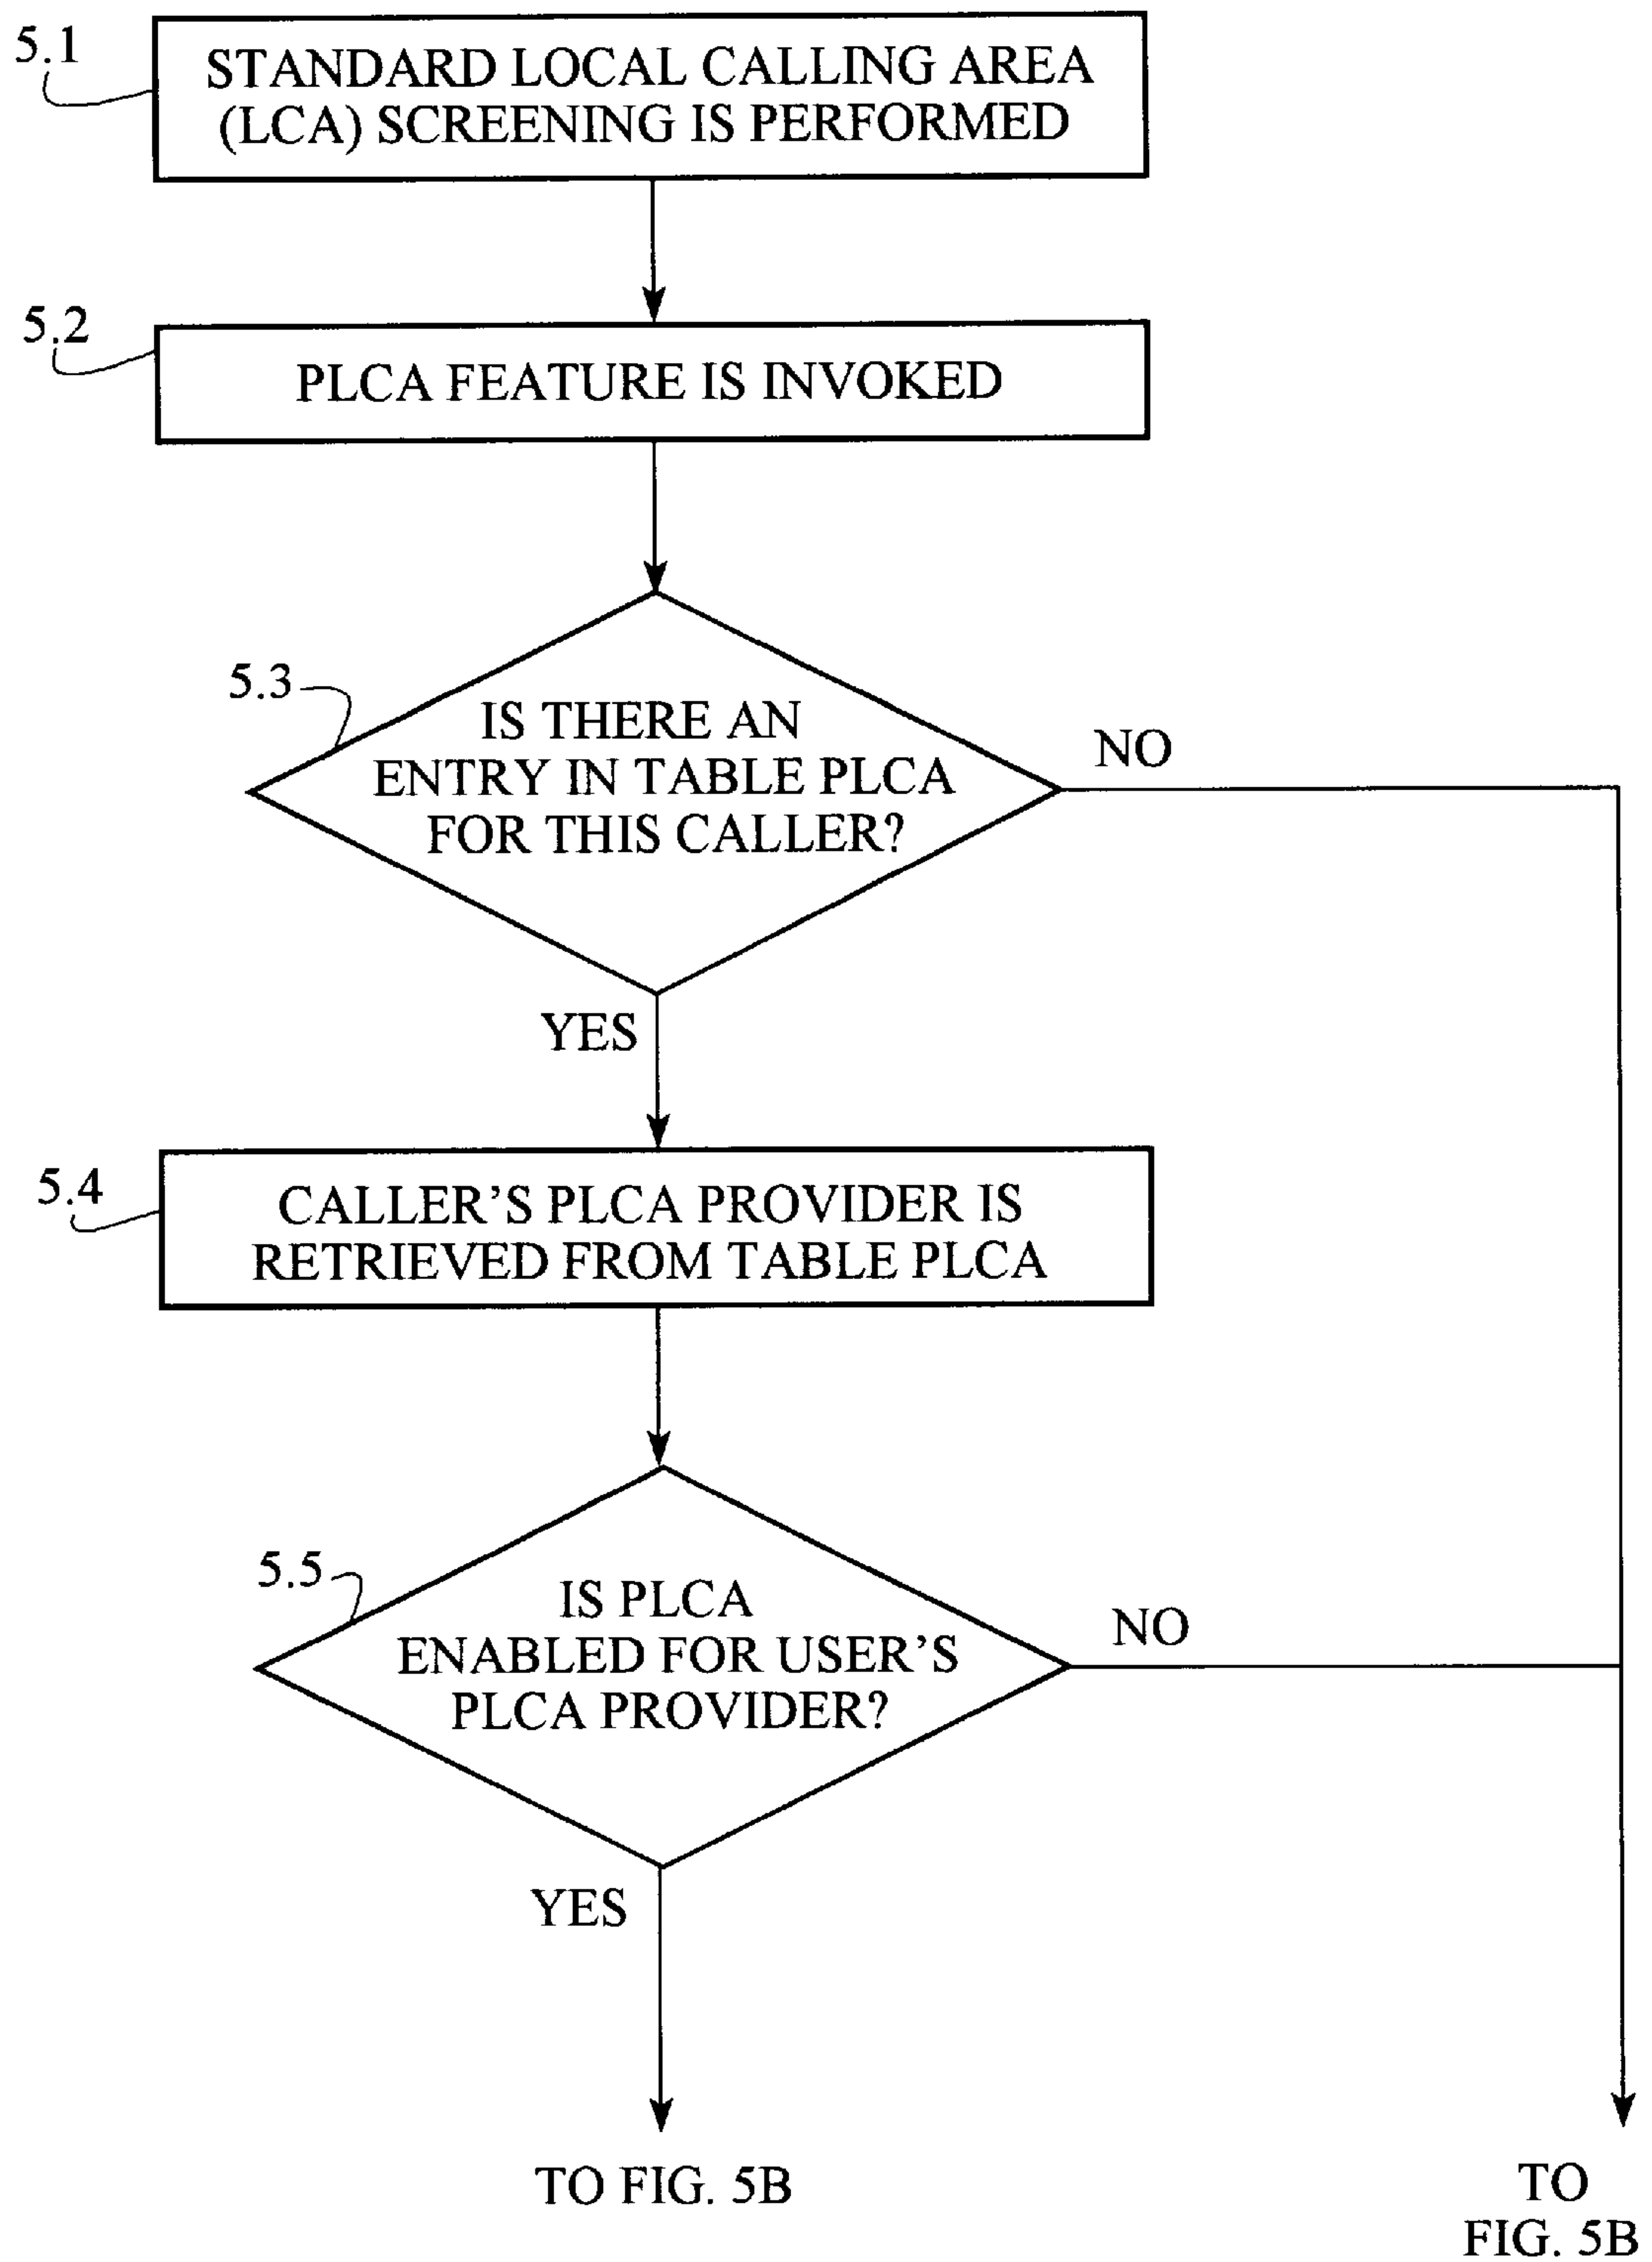 5.1
STANDARD LOCAL CALLING AREA
(LCA) SCREENING IS PERFORMED
5.2
PLCA FEATURE IS INVOKED
5.3
IS THERE AN
ENTRY IN TABLE PLCA
FOR THIS CALLER?
NO
YES
5.4
CALLER'S PLCA PROVIDER IS
RETRIEVED FROM TABLE PLCA
5.5
IS PLCA
ENABLED FOR USER'S
PLCA PROVIDER?
NO
YES
TO FIG. 5B
TO
FIG. 5B